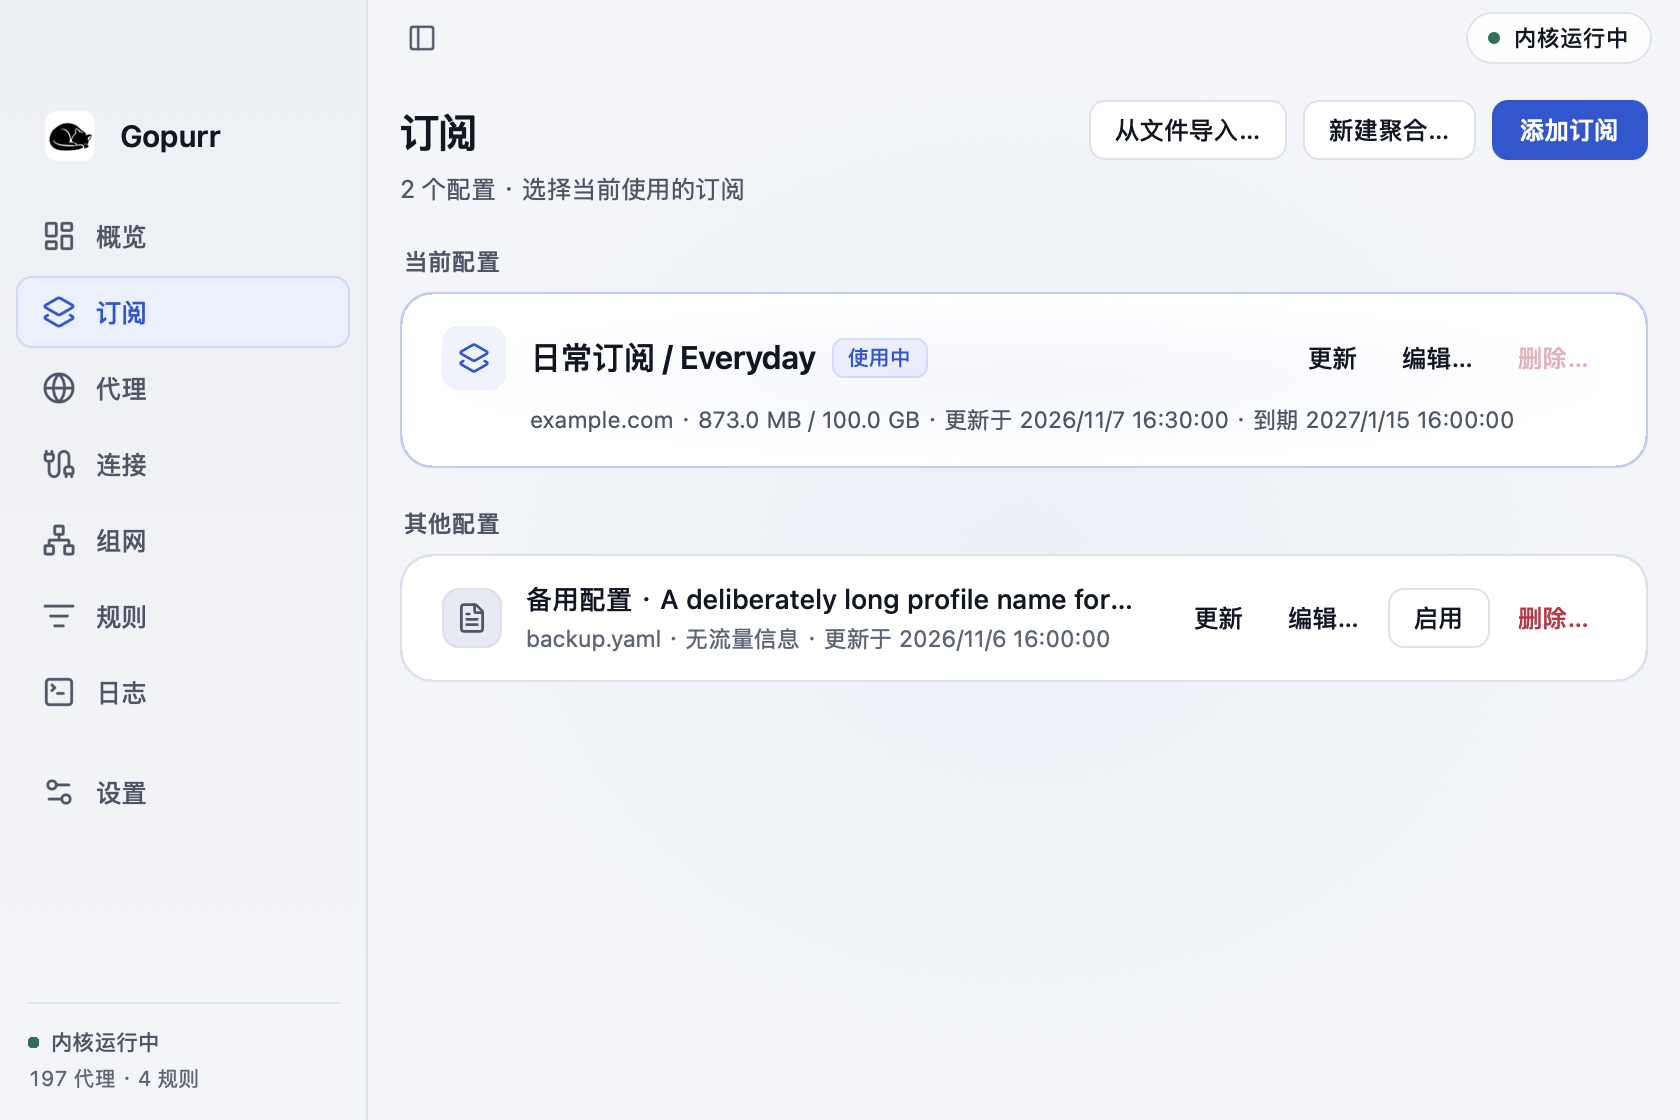 Gopurr
概览
订阅
代理
连接
组网
规则
日志
设置
内核运行中
197 代理 · 4 规则
内核运行中
订阅
从文件导入...
新建聚合...
添加订阅
2 个配置 · 选择当前使用的订阅
当前配置
日常订阅 / Everyday 使用中 更新 编辑... 删除...
example.com · 873.0 MB / 100.0 GB · 更新于 2026/11/7 16:30:00 · 到期 2027/1/15 16:00:00
其他配置
备用配置 · A deliberately long profile name for...
backup.yaml · 无流量信息 · 更新于 2026/11/6 16:00:00
更新 编辑... 启用 删除...